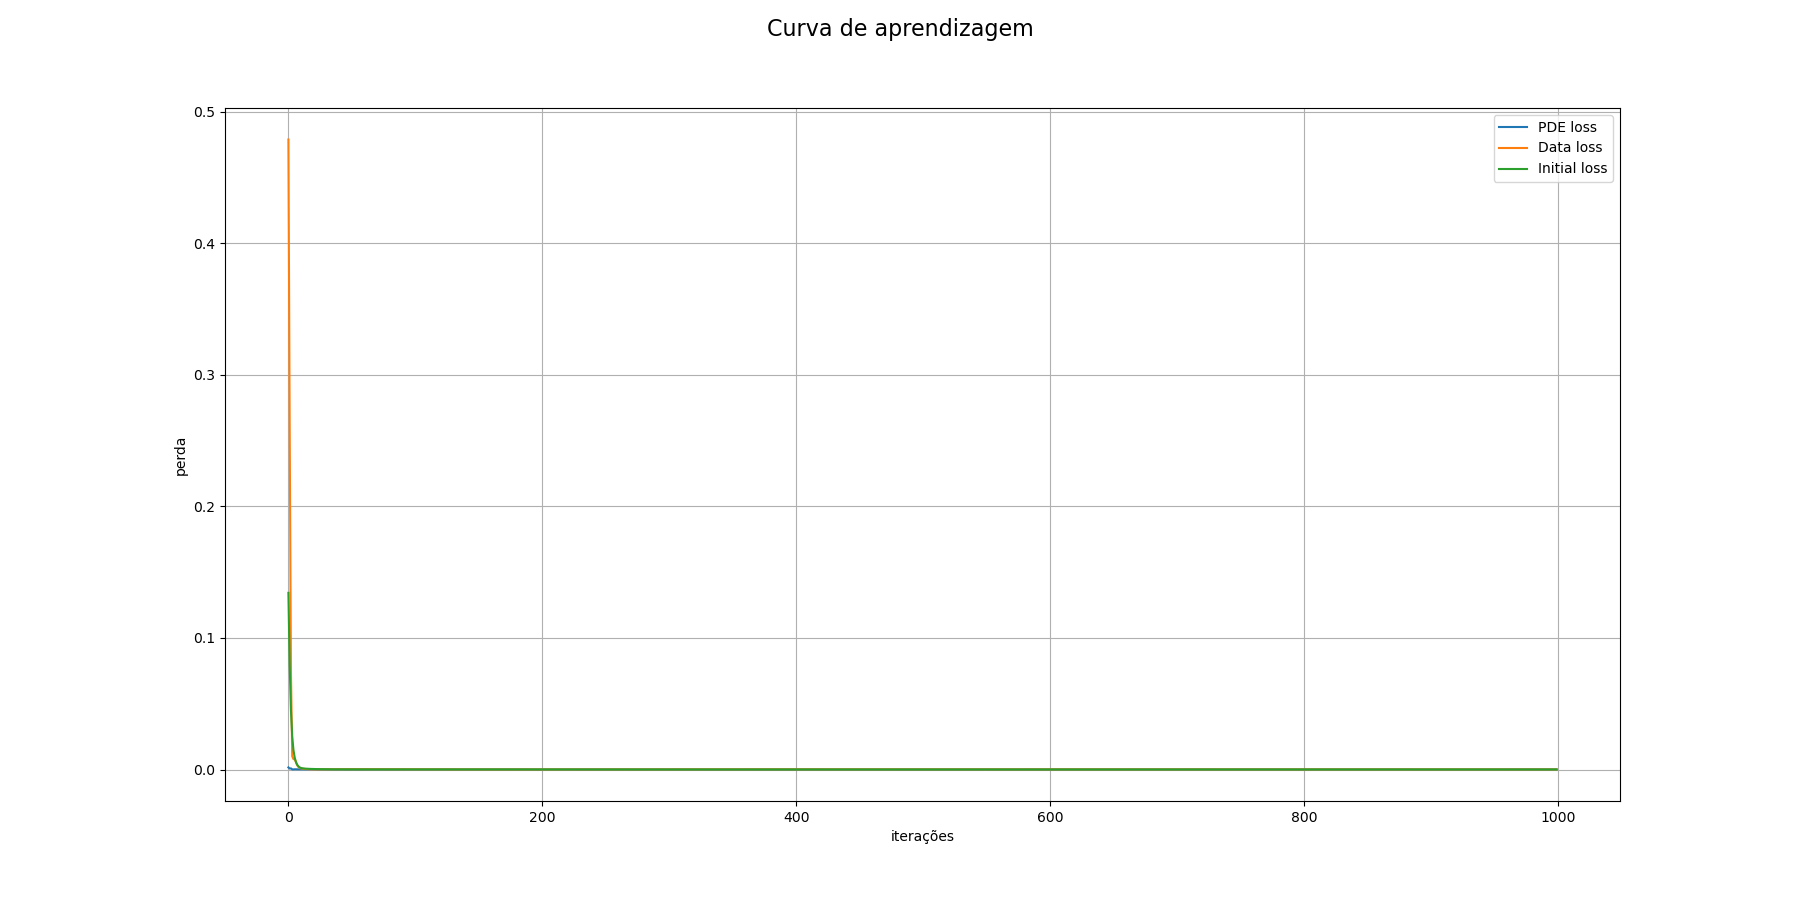 Curva de aprendizagem
0.5
0.4
0.3
0.2
0.1
0.0
perda
PDE loss
Data loss
Initial loss
0 200 400 600 800 1000
iterações